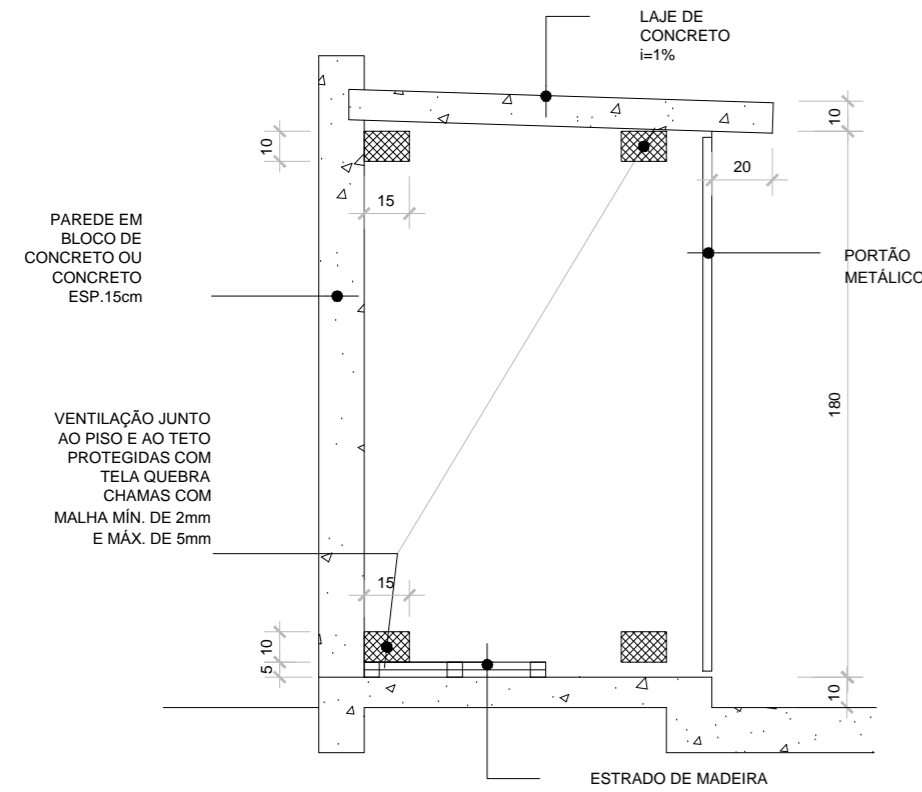 LAJE DE
CONCRETO
i=1%
10
10
20
15
PAREDE EM
BLOCO DE
CONCRETO OU
CONCRETO
ESP.15cm
PORTÃO
METÁLICO
180
VENTILAÇÃO JUNTO
AO PISO E AO TETO
PROTEGIDAS COM
TELA QUEBRA
CHAMAS COM
MALHA MÍN. DE 2mm
E MÁX. DE 5mm
15
10
5
10
ESTRADO DE MADEIRA